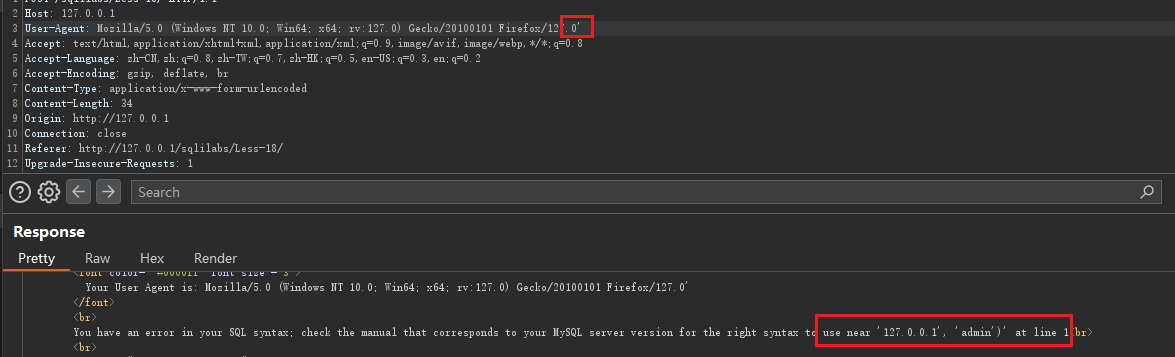 2 Host: 127.0.0.1
3 User-Agent: Mozilla/5.0 (Windows NT 10.0; Win64; x64; rv:127.0) Gecko/20100101 Firefox/127.0'
4 Accept: text/html,application/xhtml+xml,application/xml;q=0.9,image/avif,image/webp,*/*;q=0.8
5 Accept-Language: zh-CN,zh;q=0.8,zh-TW;q=0.7,zh-HK;q=0.5,en-US;q=0.3,en;q=0.2
6 Accept-Encoding: gzip, deflate, br
7 Content-Type: application/x-www-form-urlencoded
8 Content-Length: 34
9 Origin: http://127.0.0.1
10 Connection: close
11 Referer: http://127.0.0.1/sqlilabs/Less-18/
12 Upgrade-Insecure-Requests: 1
Search
Response
Pretty Raw Hex Render
Your User Agent is: Mozilla/5.0 (Windows NT 10.0; Win64; x64; rv:127.0) Gecko/20100101 Firefox/127.0'
</font>
<br>
You have an error in your SQL syntax; check the manual that corresponds to your MySQL server version for the right syntax to use near '127.0.0.1', 'admin')' at line 1<br>
<br>